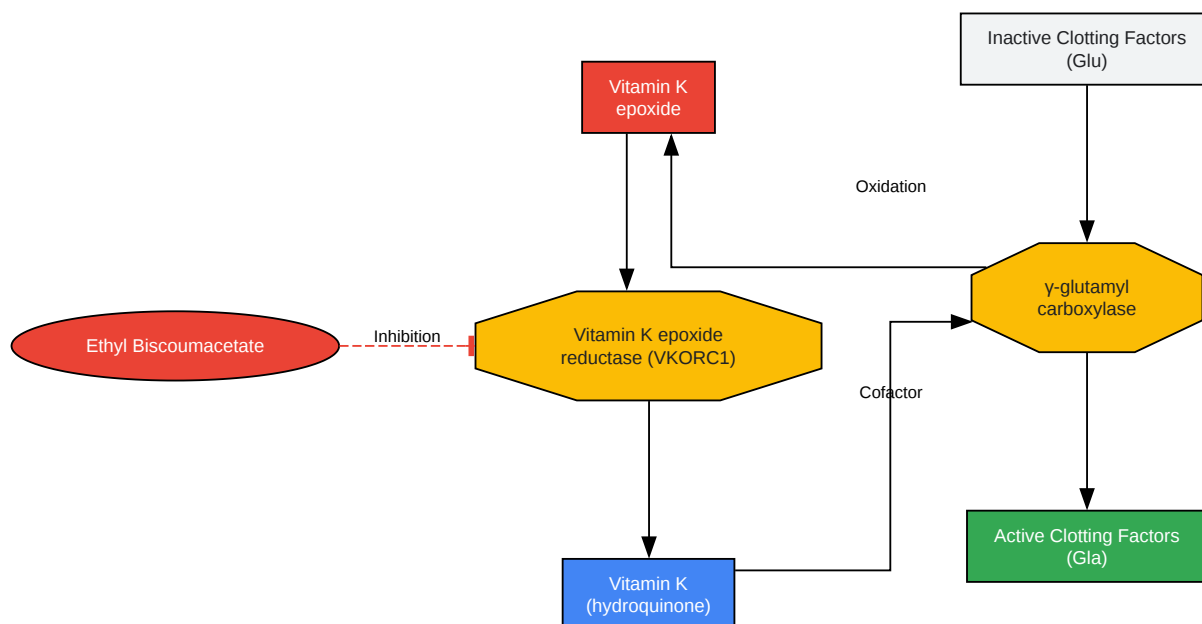 Inactive Clotting Factors
(Glu)
Vitamin K
epoxide
Oxidation
γ-glutamyl
carboxylase
Ethyl Biscoumacetate
Inhibition
Vitamin K epoxide
reductase (VKORC1)
Cofactor
Active Clotting Factors
(Gla)
Vitamin K
(hydroquinone)